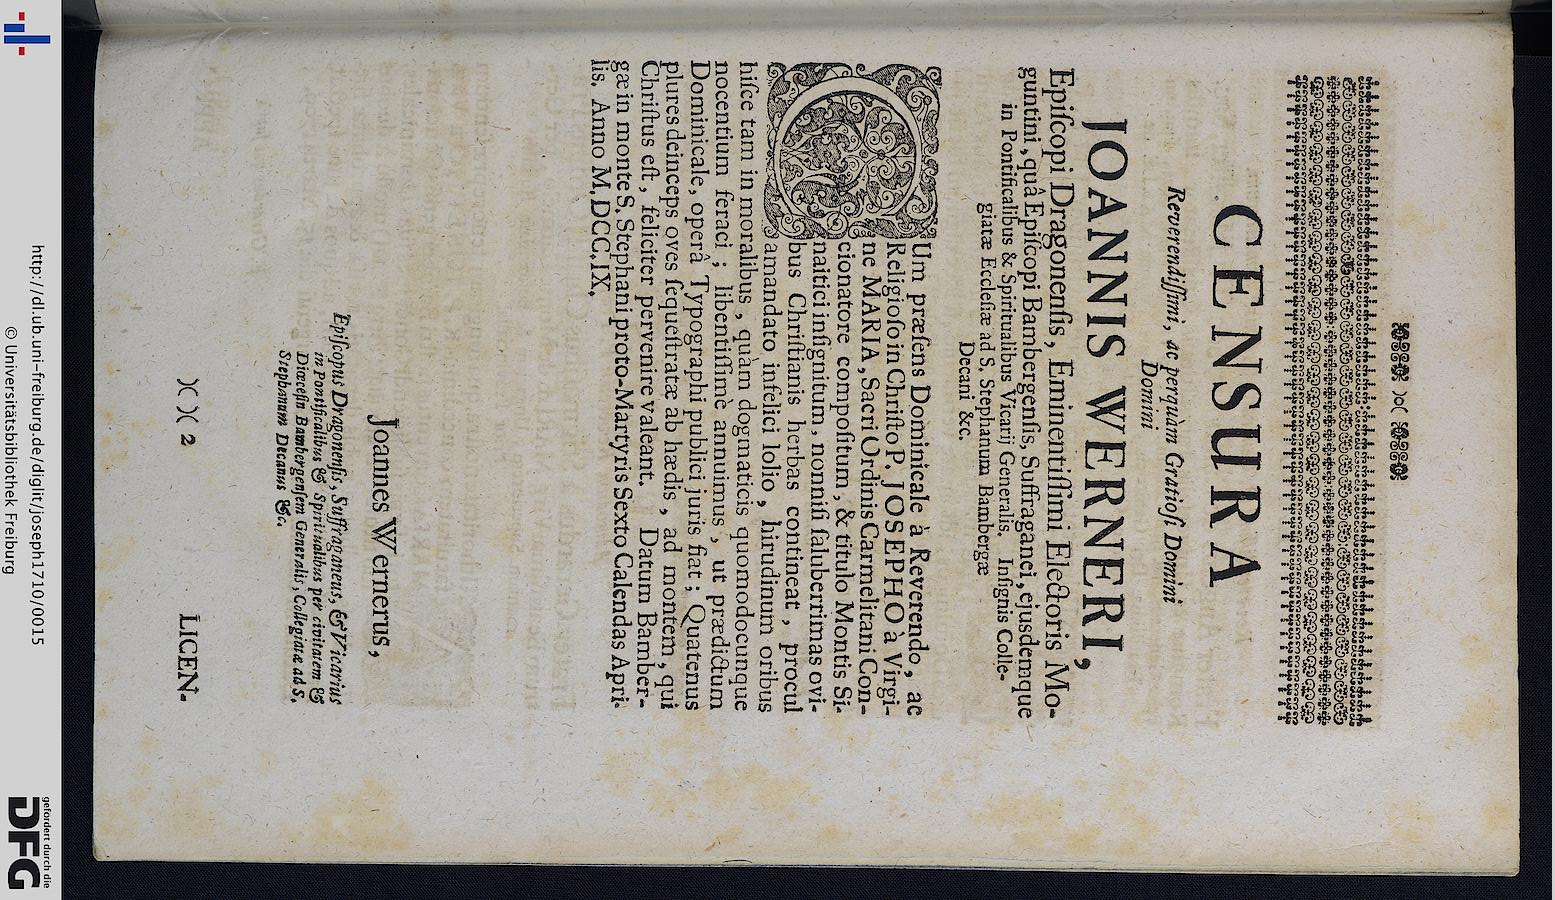 )o(
CENSURA
Reverendiſſimi, ac perquàm Gratioſi Domini
Domini
JOANNIS WERNERI,
Epiſcopi Dragonenſis, Eminentiſſimi Electoris Mo-
guntini, quâ Epiſcopi Bambergenſis, Suffraganei, ejusdemque
in Pontificalibus & Spiritualibus Vicarij Generalis, Inſignis Colle-
giatæ Eccleſiæ ad S. Stephanum Bambergæ
Decani &c.
Um præſens Dominicale à Reverendo, ac
Religioſo in Chriſto P. JOSEPHO à Virgi-
ne MARIA, Sacri Ordinis Carmelitani Con-
cionatore compoſitum, & titulo Montis Si-
naitici inſignitum, nonniſi ſaluberrimas ovi-
bus Chriſtianis herbas contineat, procul
amandato infelici lolio, hirudinum oribus
hiſce tam in moralibus, quàm dogmaticis quomodocunque
nocentium feraci; libentiſſimè annuimus, ut prædictum
Dominicale, operâ Typographi publici juris fiat; Quatenus
plures deinceps oves ſequeſtratæ ab hædis, ad montem, qui
Chriſtus eſt, feliciter pervenire valeant. Datum Bamber-
gæ in monte S. Stephani proto-Martyris Sexto Calendas Apri-
lis. Anno M. DCC. IX.
Joannes Wernerus,
Epiſcopus Dragonenſis, Suffraganeus, & Vicarius
in Pontificalibus & Spiritualibus per civitatem &
Diœceſin Bambergenſem Generalis, Collegiatæ ad S.
Stephanum Decanus &c.
)( )( 2
LICEN-
http://dl.ub.uni-freiburg.de/diglit/joseph1710/0015
© Universitätsbibliothek Freiburg
gefördert durch die
DFG